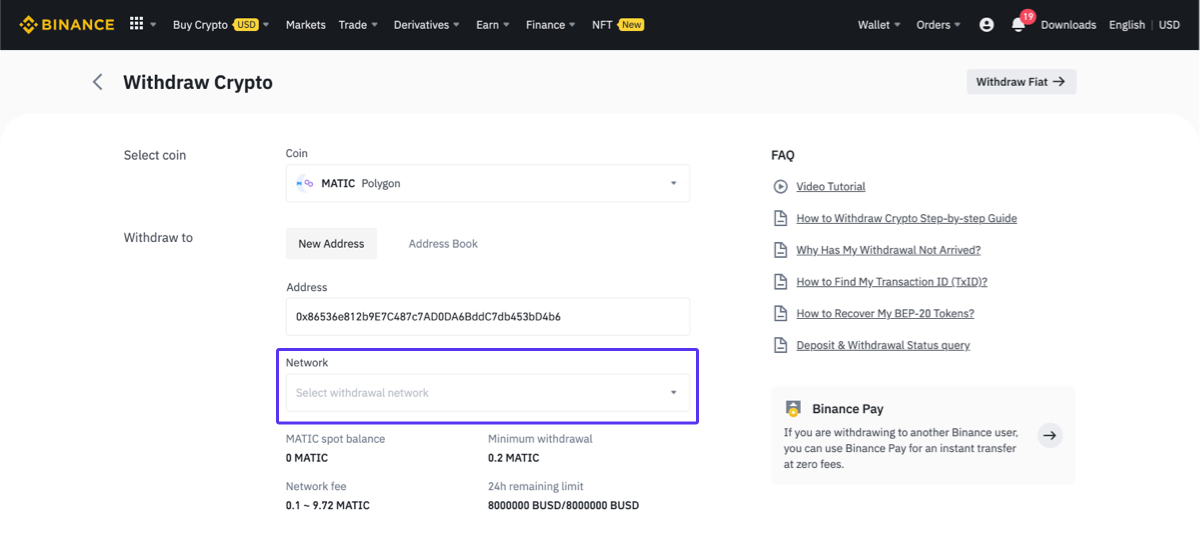 BINANCE Buy Crypto USD Markets Trade Derivatives Earn Finance NFT New Wallet Orders 19 Downloads English USD
Withdraw Crypto
Withdraw Fiat
Select coin
Coin
MATIC Polygon
Withdraw to
New Address Address Book
Address
0x86536e812b9E7C487c7AD0DA6BddC7db453bD4b6
Network
Select withdrawal network
MATIC spot balance Minimum withdrawal
0 MATIC 0.2 MATIC
Network fee 24h remaining limit
0.1 ~ 9.72 MATIC 8000000 BUSD/8000000 BUSD
FAQ
Video Tutorial
How to Withdraw Crypto Step-by-step Guide
Why Has My Withdrawal Not Arrived?
How to Find My Transaction ID (TxID)?
How to Recover My BEP-20 Tokens?
Deposit & Withdrawal Status query
Binance Pay
If you are withdrawing to another Binance user,
you can use Binance Pay for an instant transfer
at zero fees.